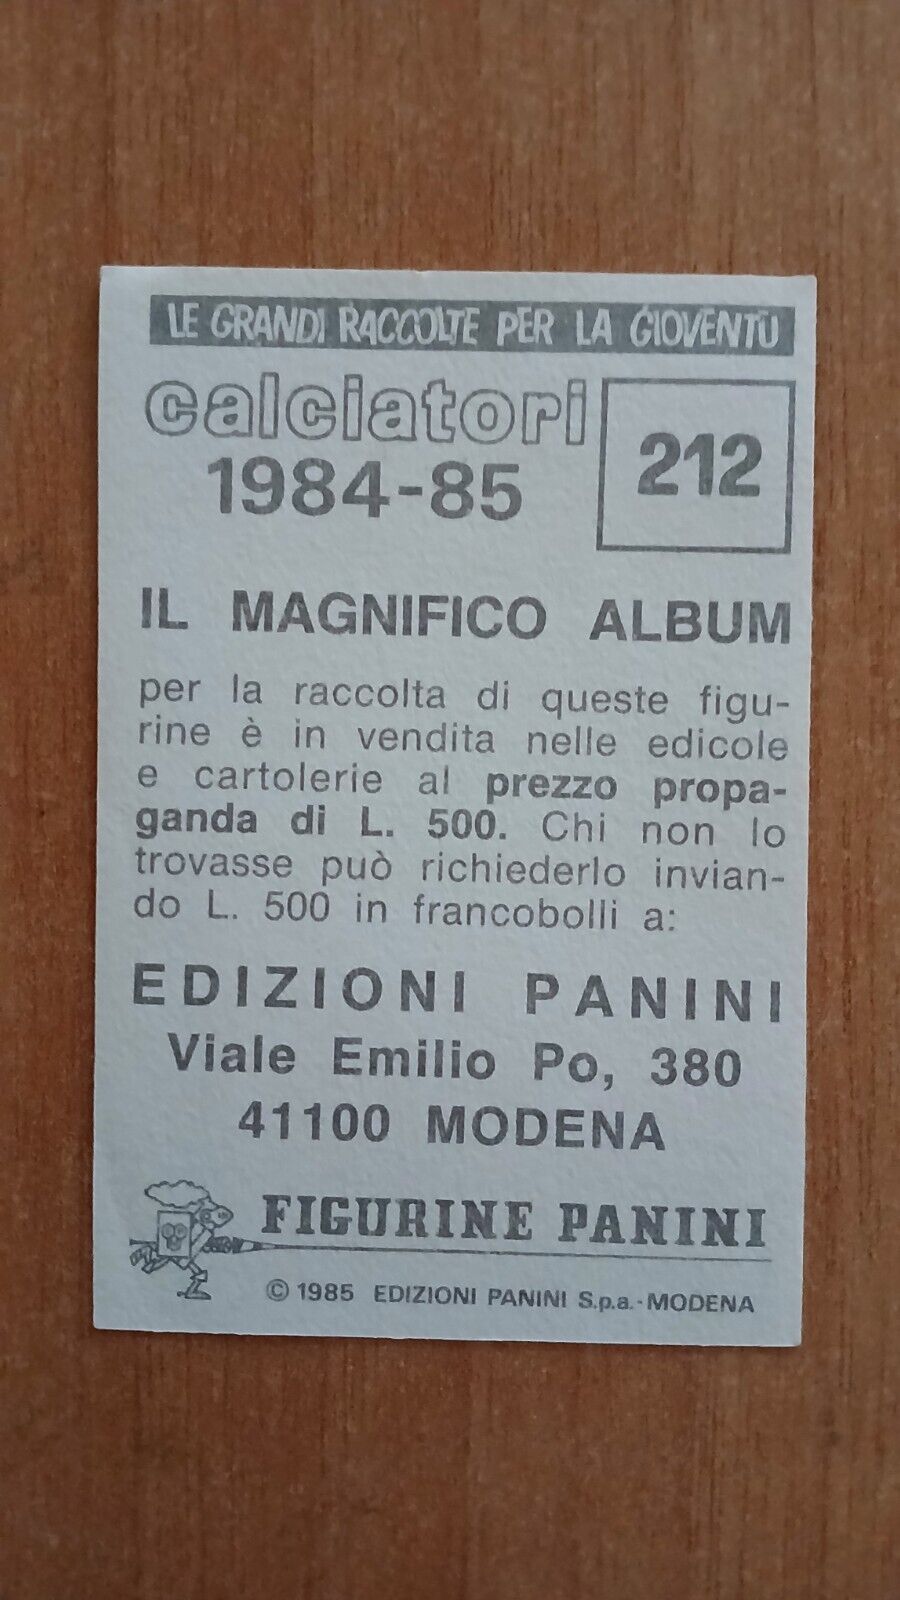 LE GRANDI RACCOLTE PER LA GIOVENTÙ
calciatori
1984-85
212
IL MAGNIFICO ALBUM
per la raccolta di queste figu-
rine è in vendita nelle edicole
e cartolerie al prezzo propa-
ganda di L. 500. Chi non lo
trovasse può richiederlo invian-
do L. 500 in francobolli a:
EDIZIONI PANINI
Viale Emilio Po, 380
41100 MODENA
FIGURINE PANINI
© 1985 EDIZIONI PANINI S.p.a.-MODENA